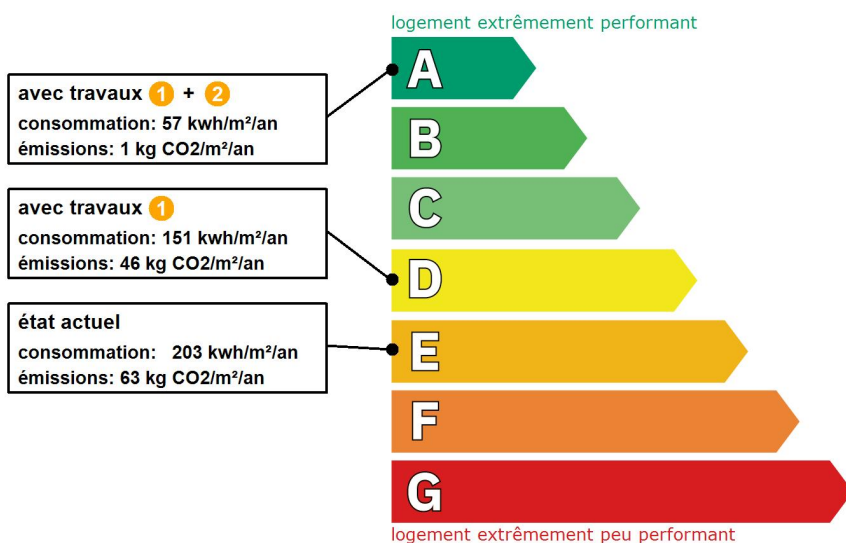 logement extrêmement performant
avec travaux 1 + 2
consommation: 57 kwh/m²/an
émissions: 1 kg CO2/m²/an
avec travaux 1
consommation: 151 kwh/m²/an
émissions: 46 kg CO2/m²/an
état actuel
consommation: 203 kwh/m²/an
émissions: 63 kg CO2/m²/an
A
B
C
D
E
F
G
logement extrêmement peu performant